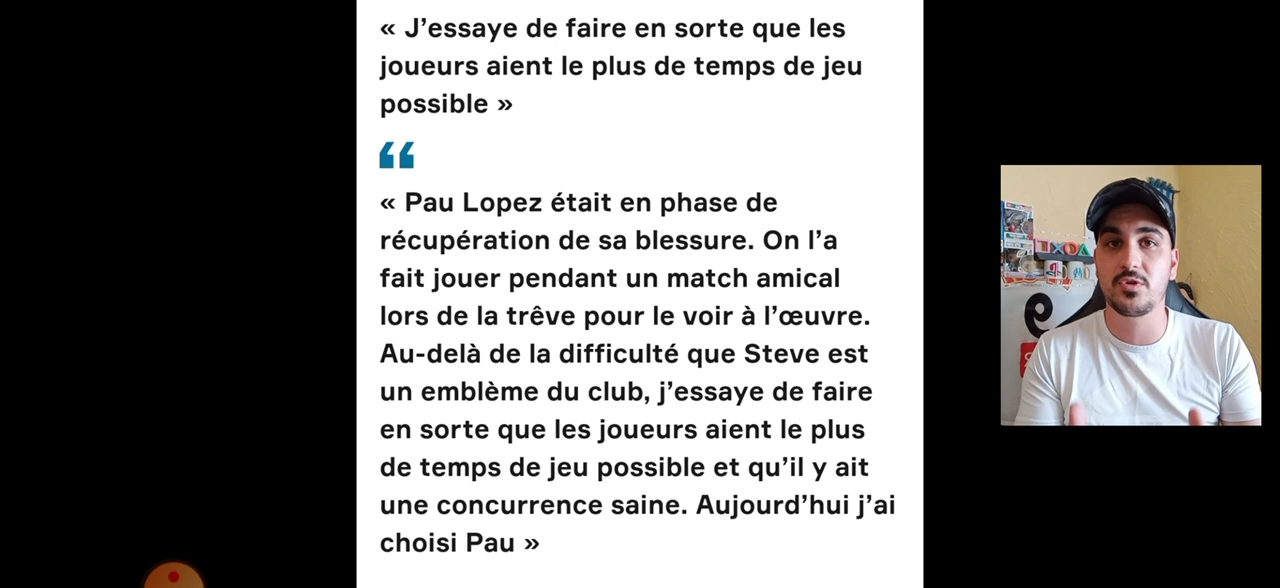 « J’essaye de faire en sorte que les
joueurs aient le plus de temps de jeu
possible »
“
« Pau Lopez était en phase de
récupération de sa blessure. On l’a
fait jouer pendant un match amical
lors de la trêve pour le voir à l’œuvre.
Au-delà de la difficulté que Steve est
un emblème du club, j’essaye de faire
en sorte que les joueurs aient le plus
de temps de jeu possible et qu’il y ait
une concurrence saine. Aujourd’hui j’ai
choisi Pau »